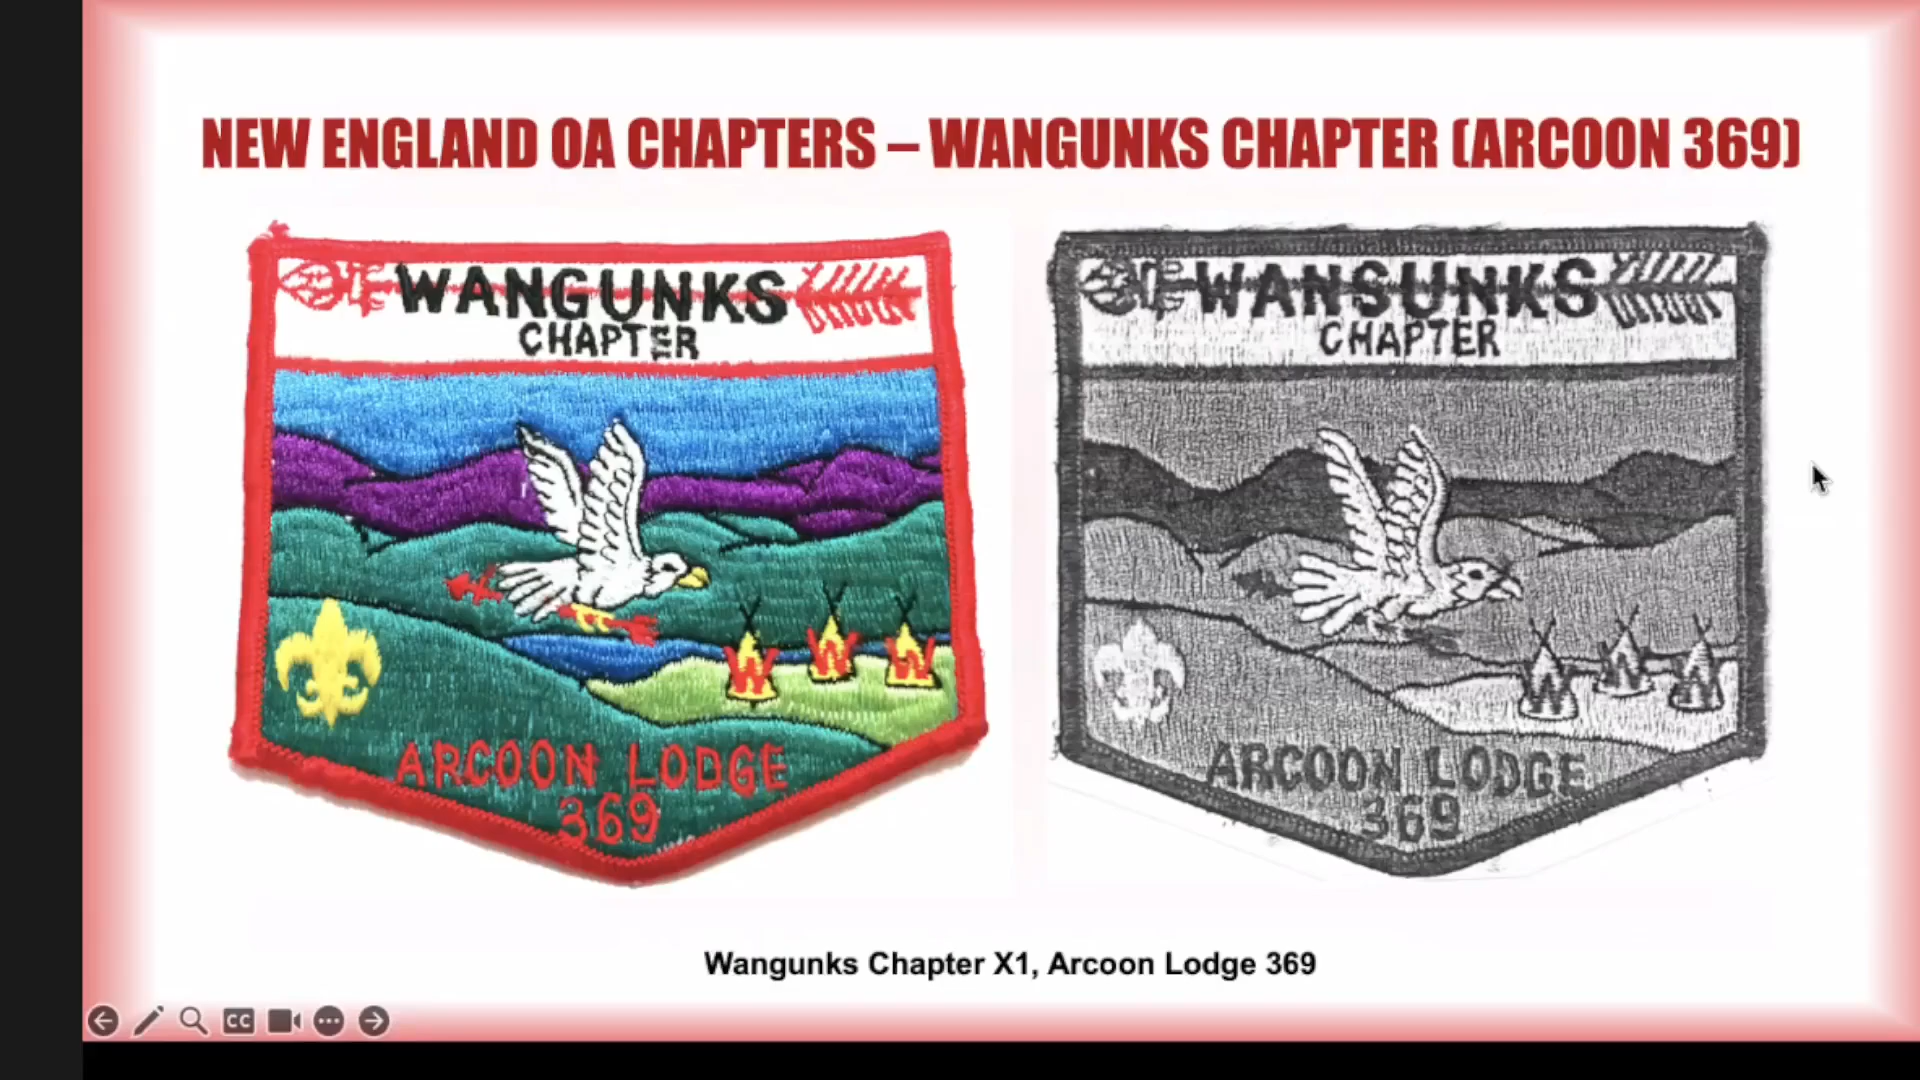 NEW ENGLAND OA CHAPTERS – WANGUNKS CHAPTER (ARCOON 369)
WANGUNKS
CHAPTER
W W W
ARCOON LODGE
369
WANSUNKS
CHAPTER
W W W
ARCOON LODGE
369
Wangunks Chapter X1, Arcoon Lodge 369
CC